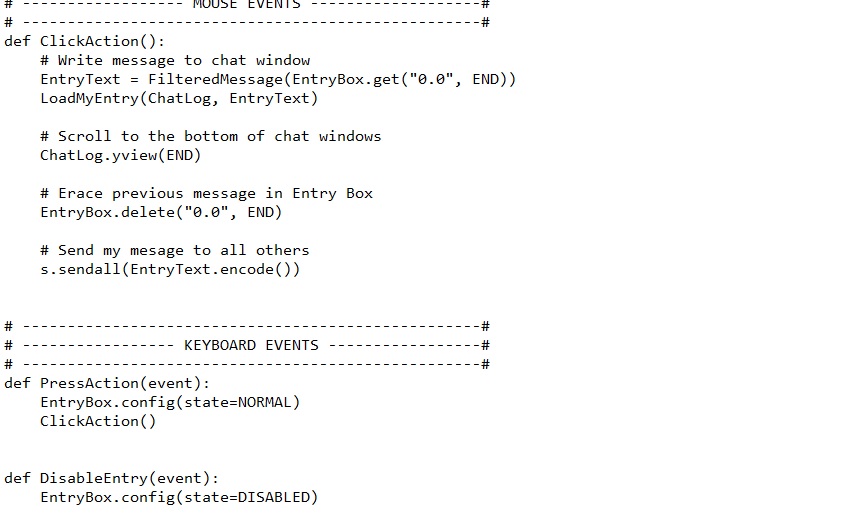 # ------------------ MOUSE EVENTS -------------------#
# ---------------------------------------------------#
def ClickAction():
    # Write message to chat window
    EntryText = FilteredMessage(EntryBox.get("0.0", END))
    LoadMyEntry(ChatLog, EntryText)

    # Scroll to the bottom of chat windows
    ChatLog.yview(END)

    # Erace previous message in Entry Box
    EntryBox.delete("0.0", END)

    # Send my mesage to all others
    s.sendall(EntryText.encode())


# ---------------------------------------------------#
# ----------------- KEYBOARD EVENTS -----------------#
# ---------------------------------------------------#
def PressAction(event):
    EntryBox.config(state=NORMAL)
    ClickAction()


def DisableEntry(event):
    EntryBox.config(state=DISABLED)